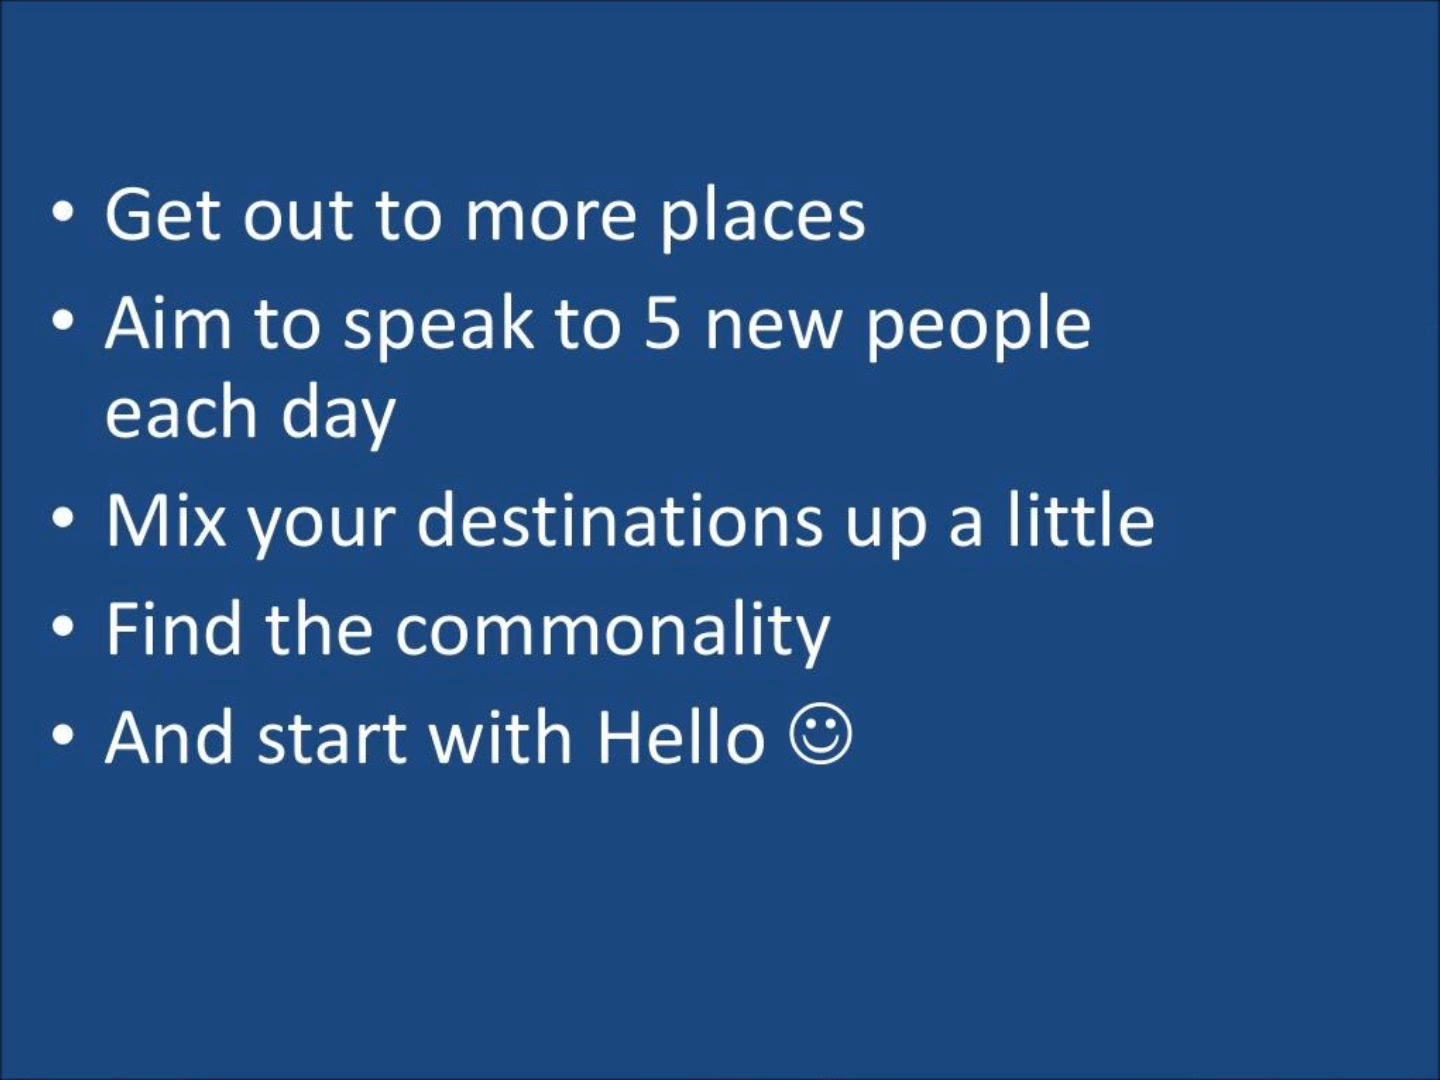 • Get out to more places
• Aim to speak to 5 new people
each day
• Mix your destinations up a little
• Find the commonality
• And start with Hello ☺